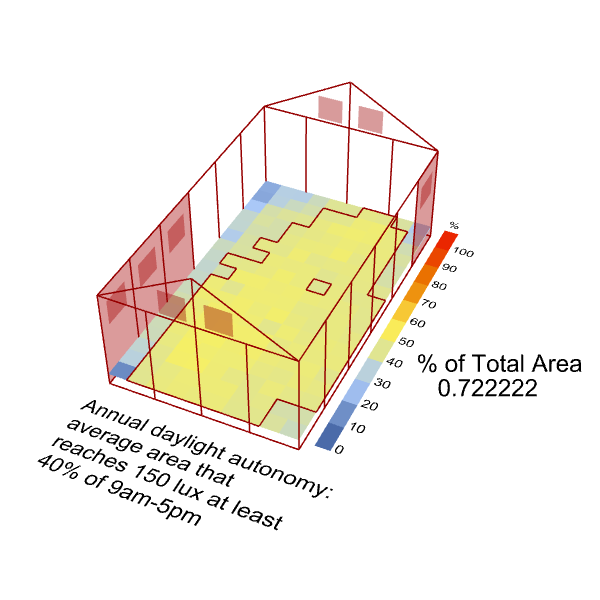 %
100
90
80
70
60
50
40
30
20
10
0
% of Total Area
0.722222
Annual daylight autonomy:
average area that
reaches 150 lux at least
40% of 9am-5pm